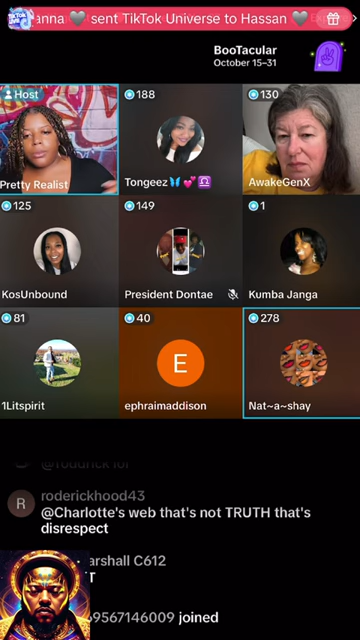 anna 🩶 sent TikTok Universe to Hassan 🩶
BooTacular
October 15–31
Host
188
130
Pretty Realist
Tongeez🦋💕♎
AwakeGenX
125
149
1
KosUnbound
President Dontae
Kumba Janga
81
40
278
E
1Litspirit
ephraimaddison
Nat~a~shay
R
roderickhood43
@Charlotte's web that's not TRUTH that's
disrespect
arshall C612
T
69567146009 joined